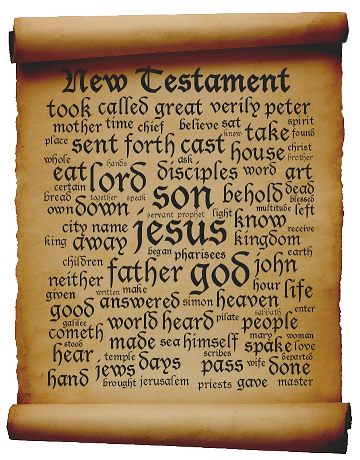 New Testament
took called great verily peter
mother time chief believe sat spirit
place sent forth cast know take found
whole hands ask house christ brother
eat lord disciples word art
certain son behold dead
bread together speak blessed
own down servant prophet light multitude left
city name jesus know receive
king away began pharisees kingdom
children father god john earth
neither written make hour life
given answered simon heaven sabbath enter
good galilee world heard pilate people
cometh stood made sea himself mary woman
hear temple days scribes spake love
jews pass wife departed done
hand brought jerusalem priests gave master